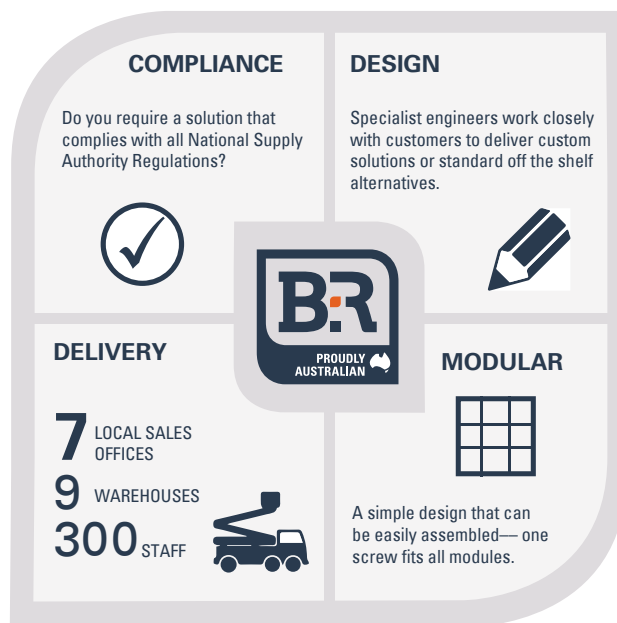 COMPLIANCE
Do you require a solution that
complies with all National Supply
Authority Regulations?
DESIGN
Specialist engineers work closely
with customers to deliver custom
solutions or standard off the shelf
alternatives.
B:R
PROUDLY
AUSTRALIAN
DELIVERY
7 LOCAL SALES
OFFICES
9 WAREHOUSES
300 STAFF
MODULAR
A simple design that can
be easily assembled— one
screw fits all modules.